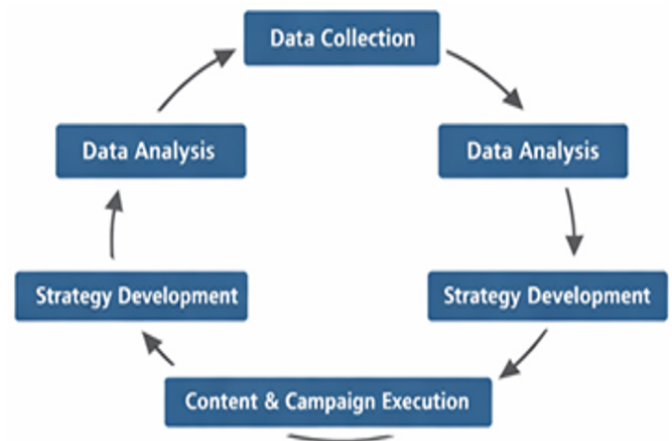 Data Collection
Data Analysis
Data Analysis
Strategy Development
Strategy Development
Content & Campaign Execution